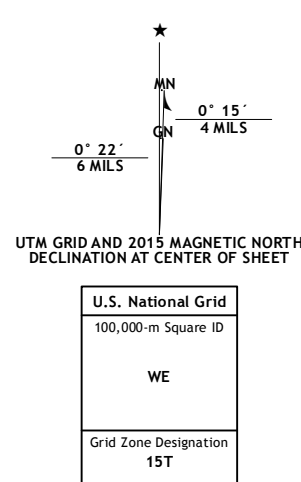 ★
MN
0° 15´
4 MILS
GN
0° 22´
6 MILS
UTM GRID AND 2015 MAGNETIC NORTH
DECLINATION AT CENTER OF SHEET
U.S. National Grid
100,000-m Square ID
WE
Grid Zone Designation
15T